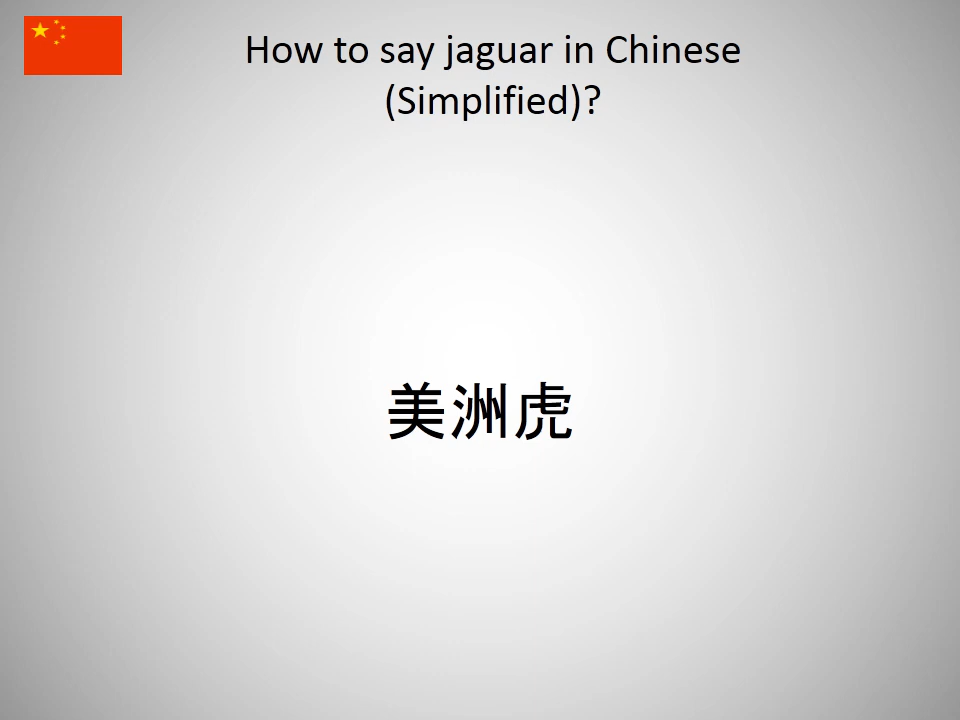 How to say jaguar in Chinese
(Simplified)?
美洲虎